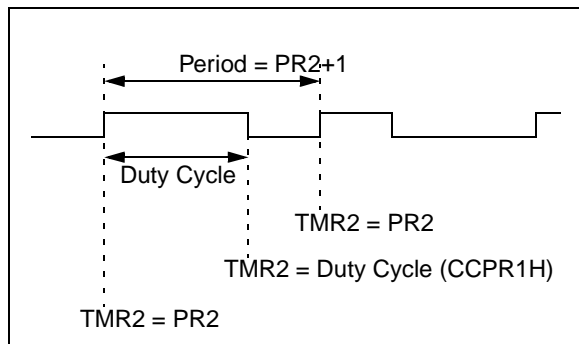 Period = PR2+1
Duty Cycle
TMR2 = PR2
TMR2 = Duty Cycle (CCPR1H)
TMR2 = PR2